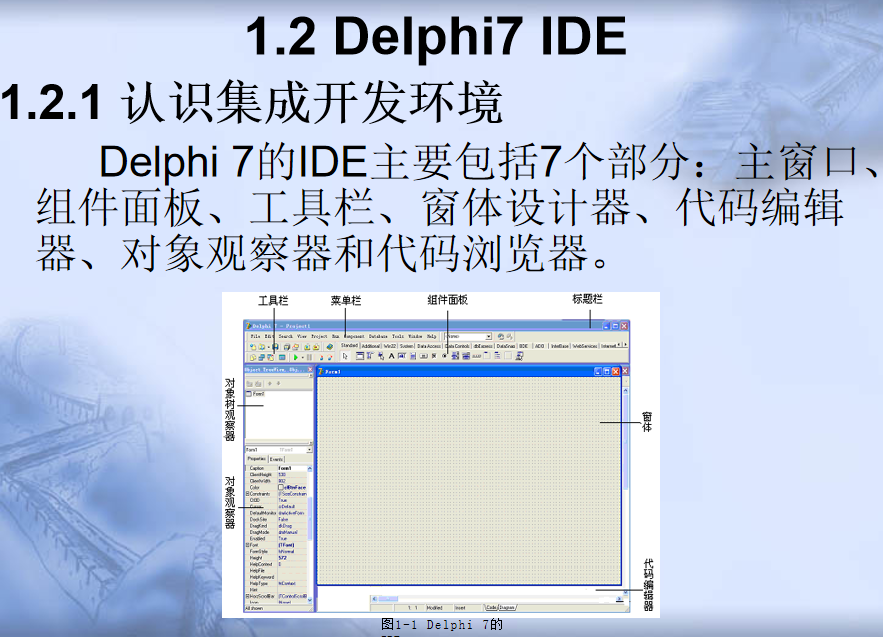 1.2 Delphi7 IDE
1.2.1 认识集成开发环境
Delphi 7的IDE主要包括7个部分：主窗口、
组件面板、工具栏、窗体设计器、代码编辑
器、对象观察器和代码浏览器。
工具栏 菜单栏 组件面板 标题栏
Delphi 7 - Project1
File Edit Search View Project Run Component Database Tools Window Help
Standard Additional Win32 System Data Access Data Controls dbExpress DataSnap BDE ADO InterBase WebServices
Object TreeView
Form1
Form1
对象树观察器
窗体
Form1
Properties Events
对象观察器
Caption Form1
ClientHeight
ClientWidth
Color clBtnFace
Constraints
Ctl3D True
DefaultMonitor dmActiveForm
DockSite False
DragKind dkDrag
DragMode dmManual
Enabled True
Font (TFont)
FormStyle fsNormal
Height 572
HelpContext 0
HelpFile
HelpKeyword
HelpType htContext
Hint
HorzScrollBar
All shown
代码编辑器
1: 1 Modified Insert Code Diagram
图1-1 Delphi 7的